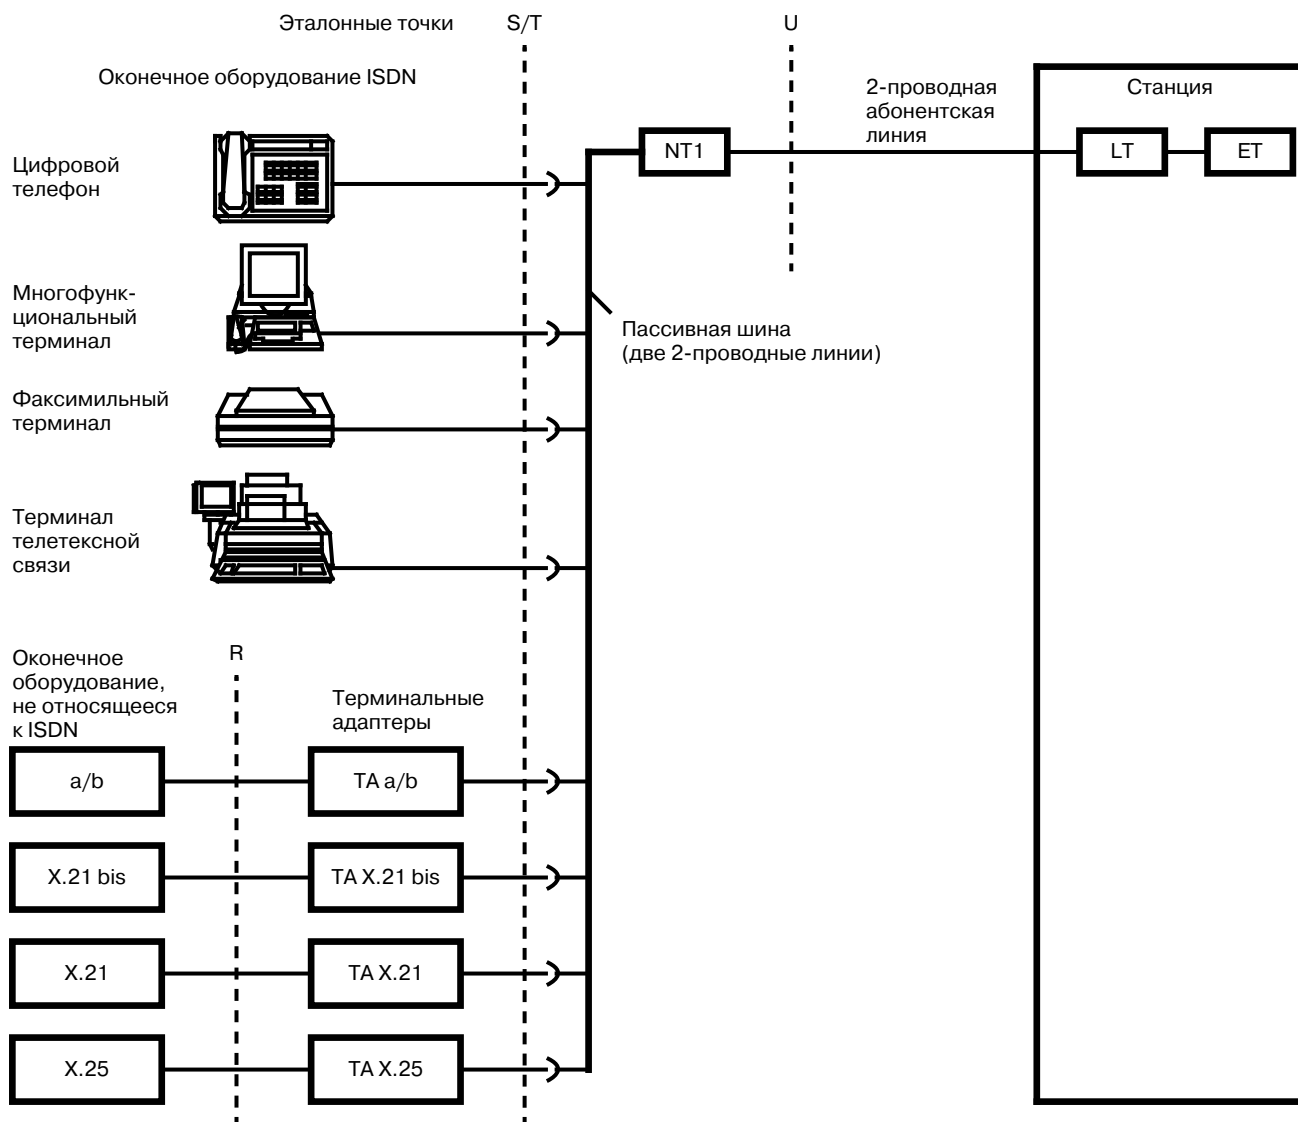 Эталонные точки
S/T
U
Оконечное оборудование ISDN
2-проводная
абонентская
линия
Станция
Цифровой
телефон
NT1
LT
ET
Многофунк-
циональный
терминал
Пассивная шина
(две 2-проводные линии)
Факсимильный
терминал
Терминал
телетексной
связи
Оконечное
оборудование,
не относящееся
к ISDN
R
Терминальные
адаптеры
a/b
TA a/b
X.21 bis
TA X.21 bis
X.21
TA X.21
X.25
TA X.25